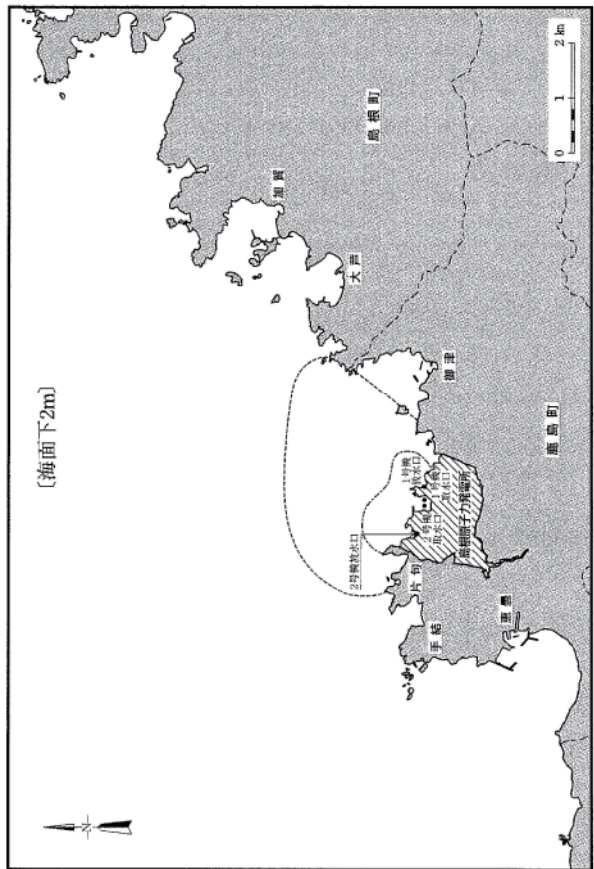 〔海面下2m〕
N
島根町
加賀
大芦
御津
鹿島町
1号機
放水口
1号機
取水口
2号機
取水口
島根原子力発電所
2号機放水口
片句
手結
恵曇
0 1 2km